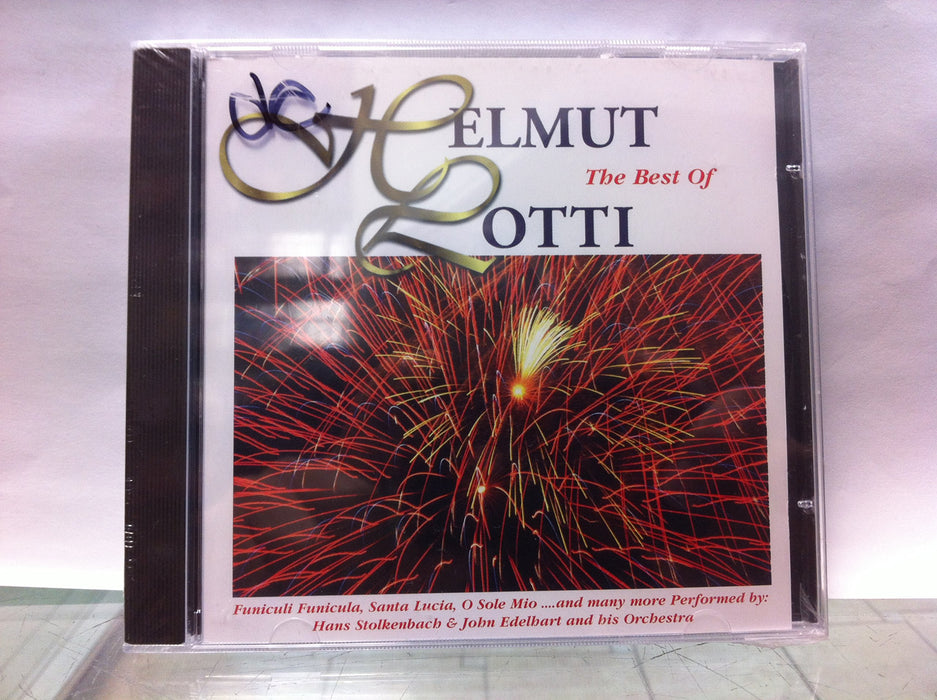 de
HELMUT
The Best Of
LOTTI
Funiculi Funicula, Santa Lucia, O Sole Mio ....and many more Performed by:
Hans Stolkenbach & John Edelhart and his Orchestra